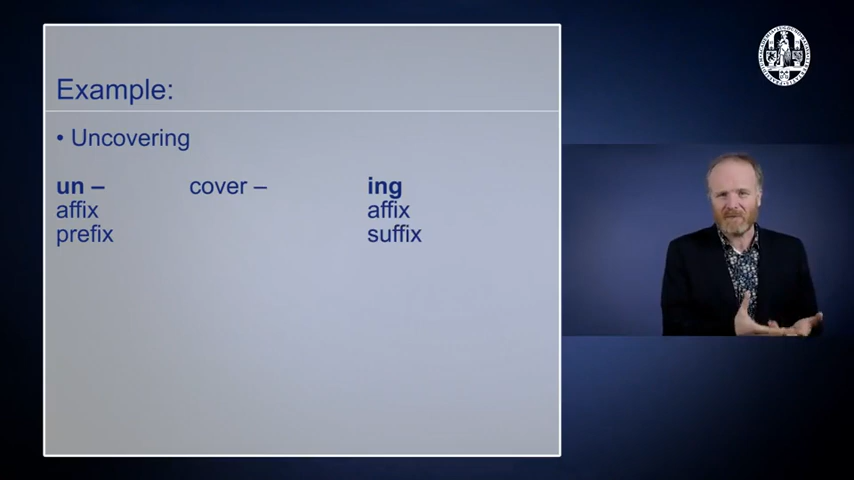 Example:
• Uncovering
un – cover – ing
affix affix
prefix suffix